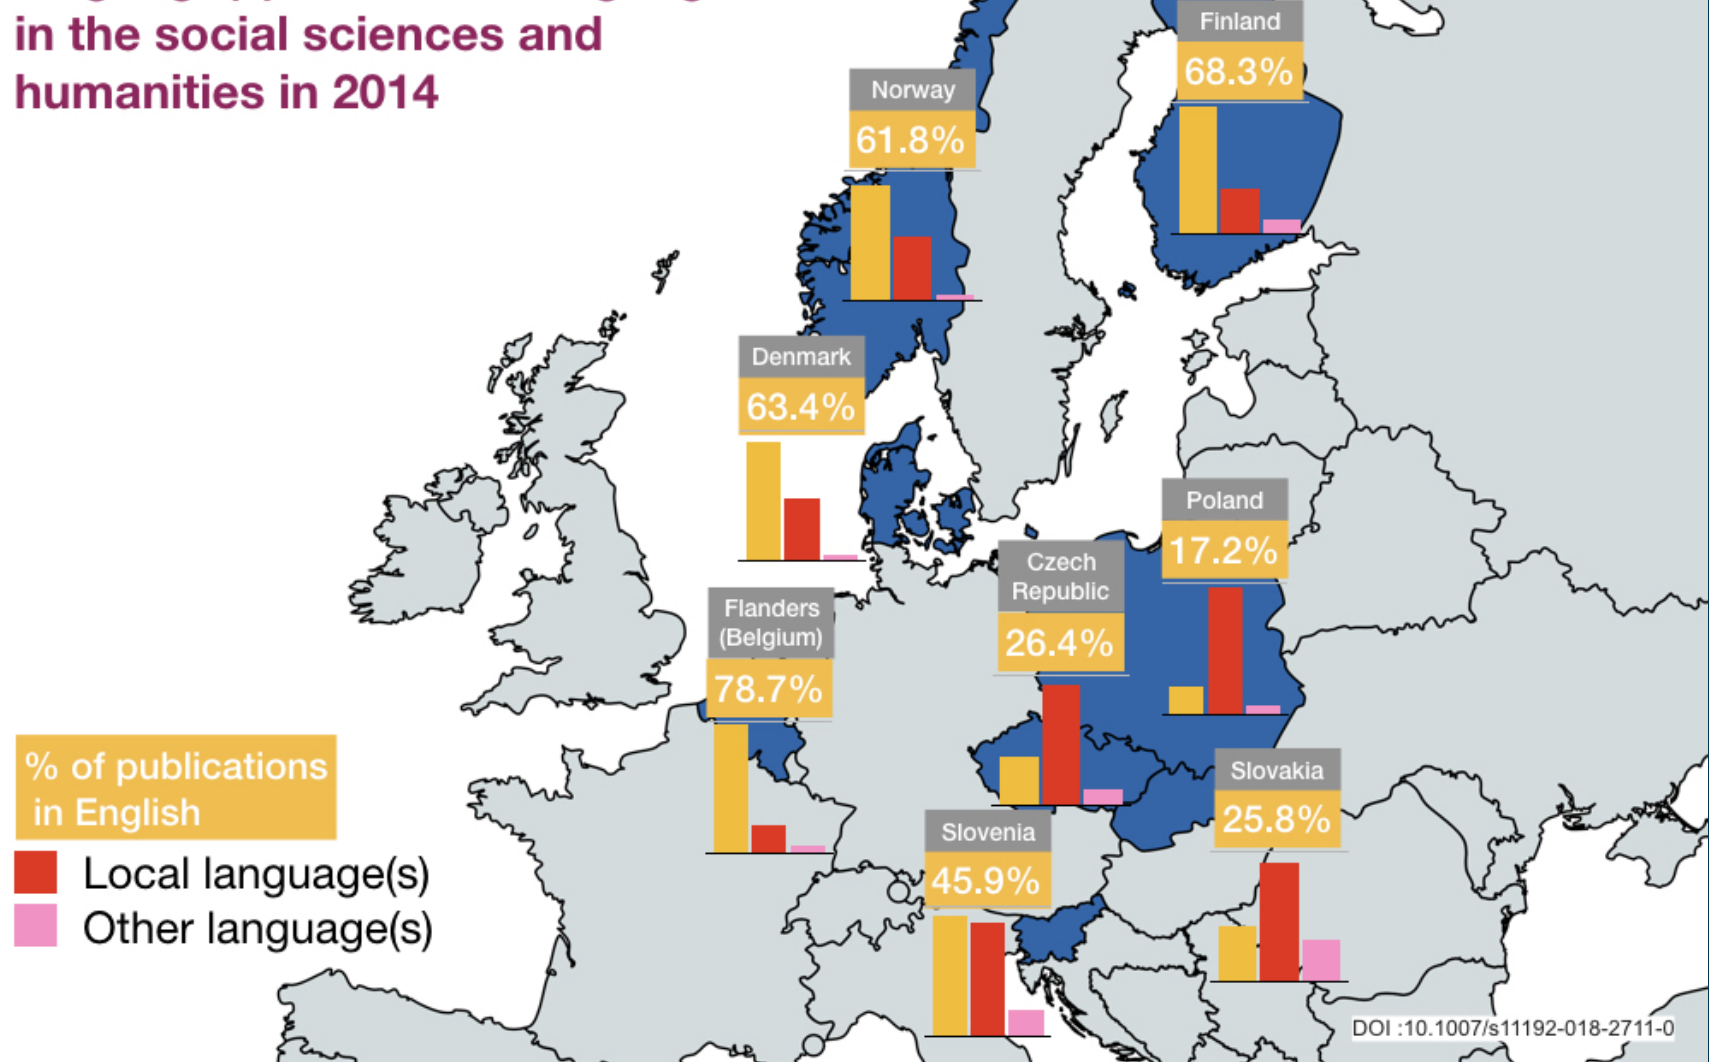 in the social sciences and
humanities in 2014
Finland
68.3%
Norway
61.8%
Denmark
63.4%
Poland
17.2%
Czech
Republic
26.4%
Flanders
(Belgium)
78.7%
Slovakia
25.8%
Slovenia
45.9%
% of publications
in English
Local language(s)
Other language(s)
DOI :10.1007/s11192-018-2711-0